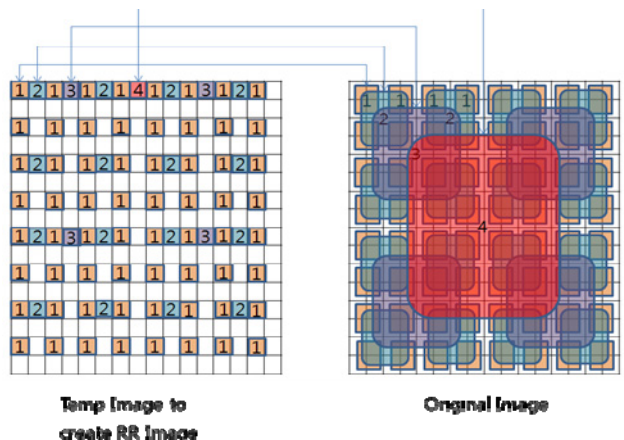 1 2 1 3 1 2 1 4 1 2 1 3 1 2 1
1 1 1 1 1 1 1 1
1 2 1 1 2 1 1 2 1 1 2 1
1 1 1 1 1 1 1 1
1 2 1 3 1 2 1 1 2 1 3 1 2 1
1 1 1 1 1 1 1 1
1 2 1 1 2 1 1 2 1 1 2 1
1 1 1 1 1 1 1 1
1 1 1 1
2 2
3
4
Temp Image to
create RR Image
Original Image